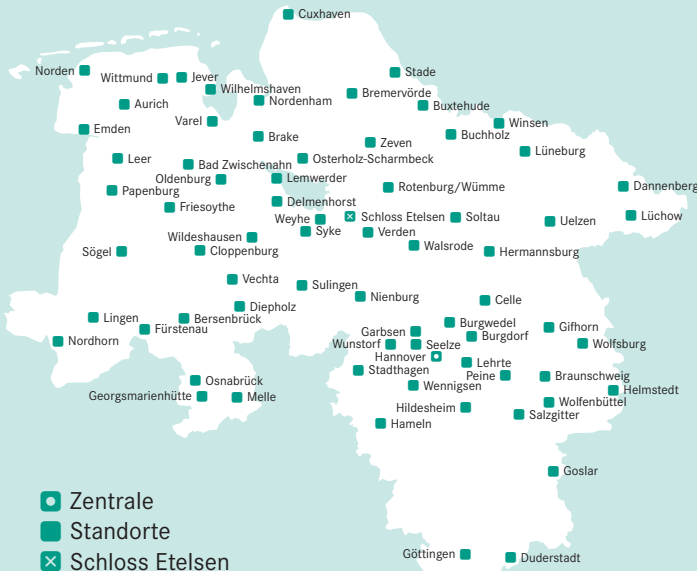 Cuxhaven
Norden
Wittmund
Jever
Stade
Wilhelmshaven
Bremervörde
Nordenham
Aurich
Buxtehude
Varel
Winsen
Emden
Brake
Buchholz
Zeven
Lüneburg
Leer
Bad Zwischenahn
Osterholz-Scharmbeck
Oldenburg
Lemwerder
Dannenberg
Papenburg
Rotenburg/Wümme
Friesoythe
Delmenhorst
Weyhe
Schloss Etelsen
Soltau
Lüchow
Uelzen
Syke
Verden
Wildeshausen
Walsrode
Sögel
Cloppenburg
Hermannsburg
Vechta
Sulingen
Nienburg
Celle
Diepholz
Lingen
Bersenbrück
Burgwedel
Fürstenau
Garbsen
Gifhorn
Burgdorf
Nordhorn
Wunstorf
Seelze
Wolfsburg
Hannover
Lehrte
Stadthagen
Peine
Braunschweig
Osnabrück
Wennigsen
Helmstedt
Georgsmarienhütte
Melle
Wolfenbüttel
Hildesheim
Salzgitter
Hameln
Goslar
Zentrale
Standorte
Schloss Etelsen
Göttingen
Duderstadt